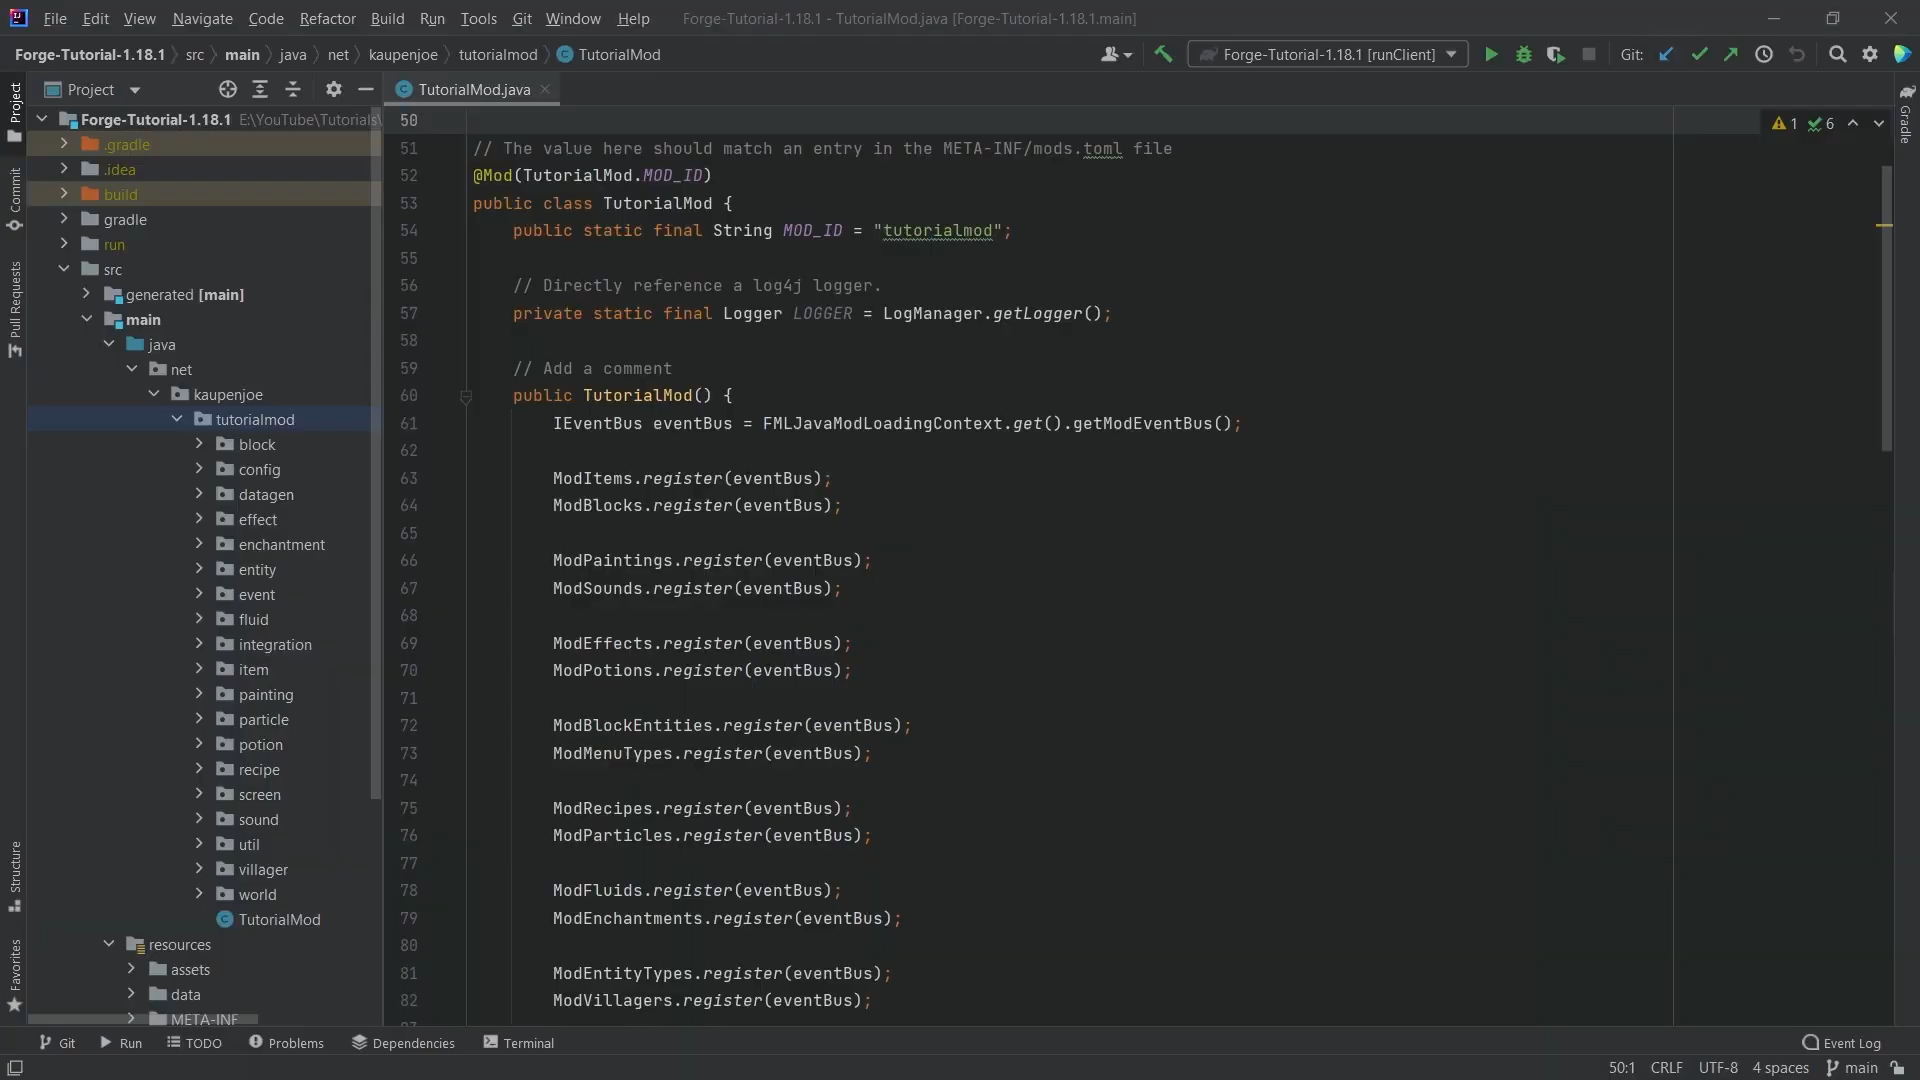 File Edit View Navigate Code Refactor Build Run Tools Git Window Help Forge-Tutorial-1.18.1 - TutorialMod.java [Forge-Tutorial-1.18.1.main]
Forge-Tutorial-1.18.1 src main java net kaupenjoe tutorialmod TutorialMod Forge-Tutorial-1.18.1 [runClient] Git:
Project
TutorialMod.java
Forge-Tutorial-1.18.1 E:\YouTube\Tutorials\
.gradle
.idea
build
gradle
run
src
generated [main]
main
java
net
kaupenjoe
tutorialmod
block
config
datagen
effect
enchantment
entity
event
fluid
integration
item
painting
particle
potion
recipe
screen
sound
util
villager
world
TutorialMod
resources
assets
data
META-INF
Project
Commit
Pull Requests
Structure
Favorites
50
51 // The value here should match an entry in the META-INF/mods.toml file
52 @Mod(TutorialMod.MOD_ID)
53 public class TutorialMod {
54 public static final String MOD_ID = "tutorialmod";
55
56 // Directly reference a log4j logger.
57 private static final Logger LOGGER = LogManager.getLogger();
58
59 // Add a comment
60 public TutorialMod() {
61 IEventBus eventBus = FMLJavaModLoadingContext.get().getModEventBus();
62
63 ModItems.register(eventBus);
64 ModBlocks.register(eventBus);
65
66 ModPaintings.register(eventBus);
67 ModSounds.register(eventBus);
68
69 ModEffects.register(eventBus);
70 ModPotions.register(eventBus);
71
72 ModBlockEntities.register(eventBus);
73 ModMenuTypes.register(eventBus);
74
75 ModRecipes.register(eventBus);
76 ModParticles.register(eventBus);
77
78 ModFluids.register(eventBus);
79 ModEnchantments.register(eventBus);
80
81 ModEntityTypes.register(eventBus);
82 ModVillagers.register(eventBus);
1 6
Gradle
Git Run TODO Problems Dependencies Terminal Event Log
50:1 CRLF UTF-8 4 spaces main